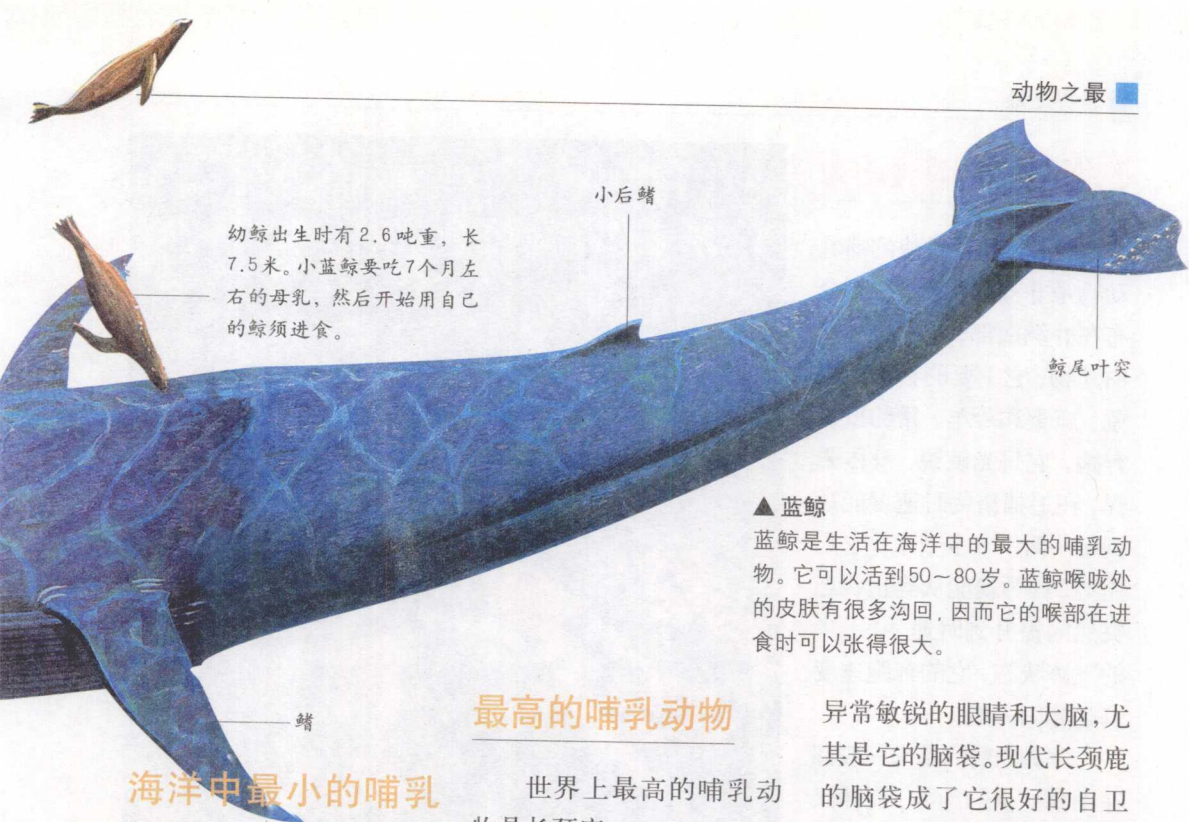 动物之最
小后鳍
幼鲸出生时有2.6吨重，长
7.5米。小蓝鲸要吃7个月左
右的母乳，然后开始用自己
的鲸须进食。
鲸尾叶突
▲蓝鲸
蓝鲸是生活在海洋中的最大的哺乳动
物。它可以活到50～80岁。蓝鲸喉咙处
的皮肤有很多沟回，因而它的喉部在进
食时可以张得很大。
鳍
海洋中最小的哺乳
最高的哺乳动物
世界上最高的哺乳动
异常敏锐的眼睛和大脑，尤
其是它的脑袋。现代长颈鹿
的脑袋成了它很好的自卫